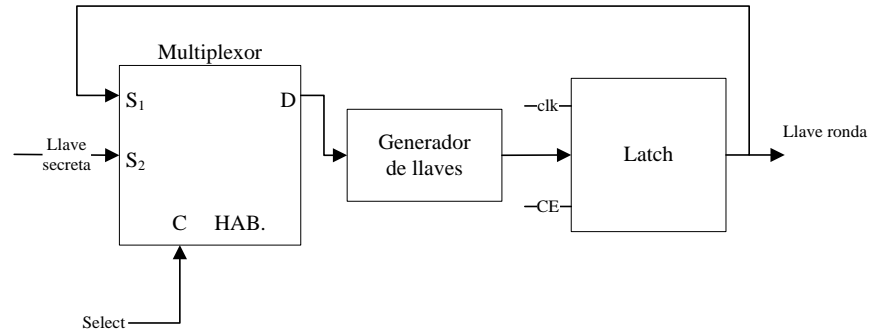 Multiplexor
S1
D
Llave
secreta
S2
C HAB.
Select
Generador
de llaves
clk
Latch
CE
Llave ronda